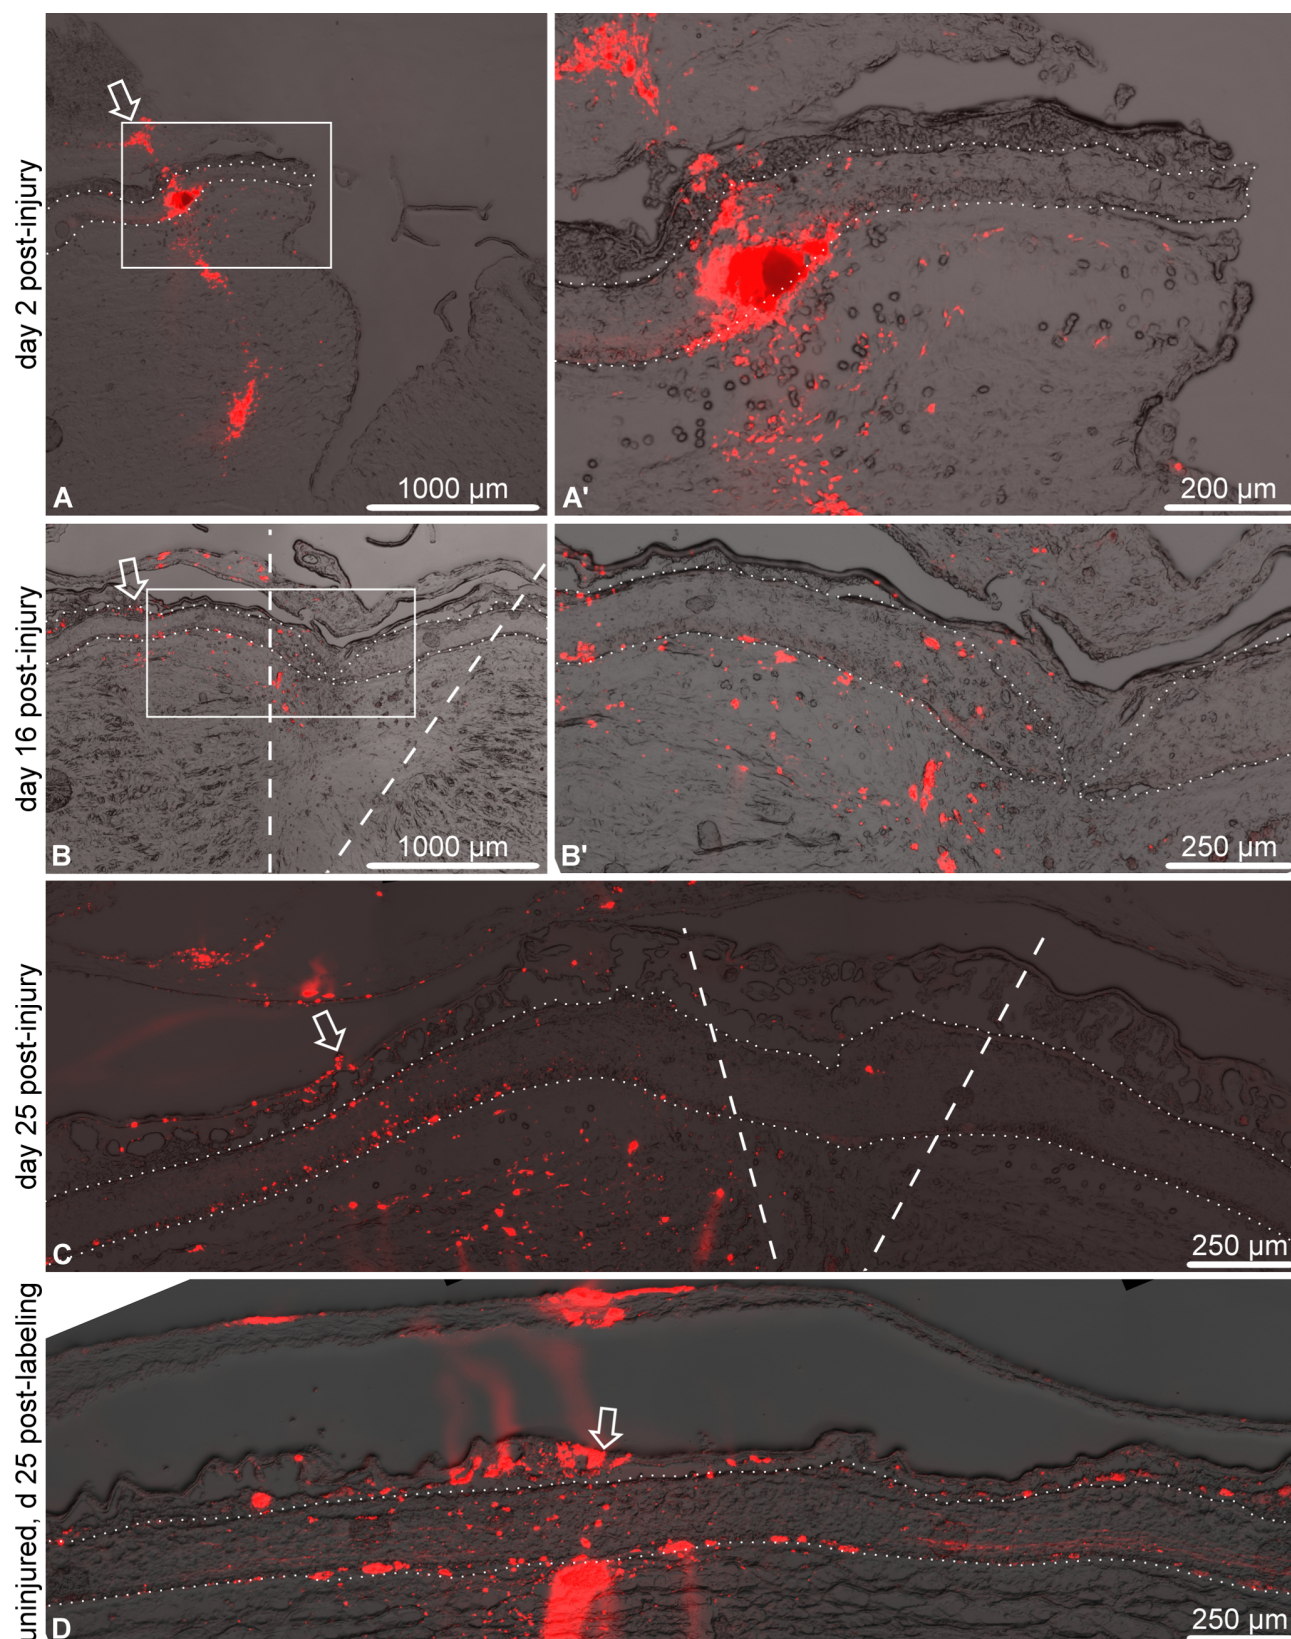 day 2 post-injury
A
1000 µm
A'
200 µm
day 16 post-injury
B
1000 µm
B'
250 µm
day 25 post-injury
C
250 µm
uninjured, d 25 post-labeling
D
250 µm